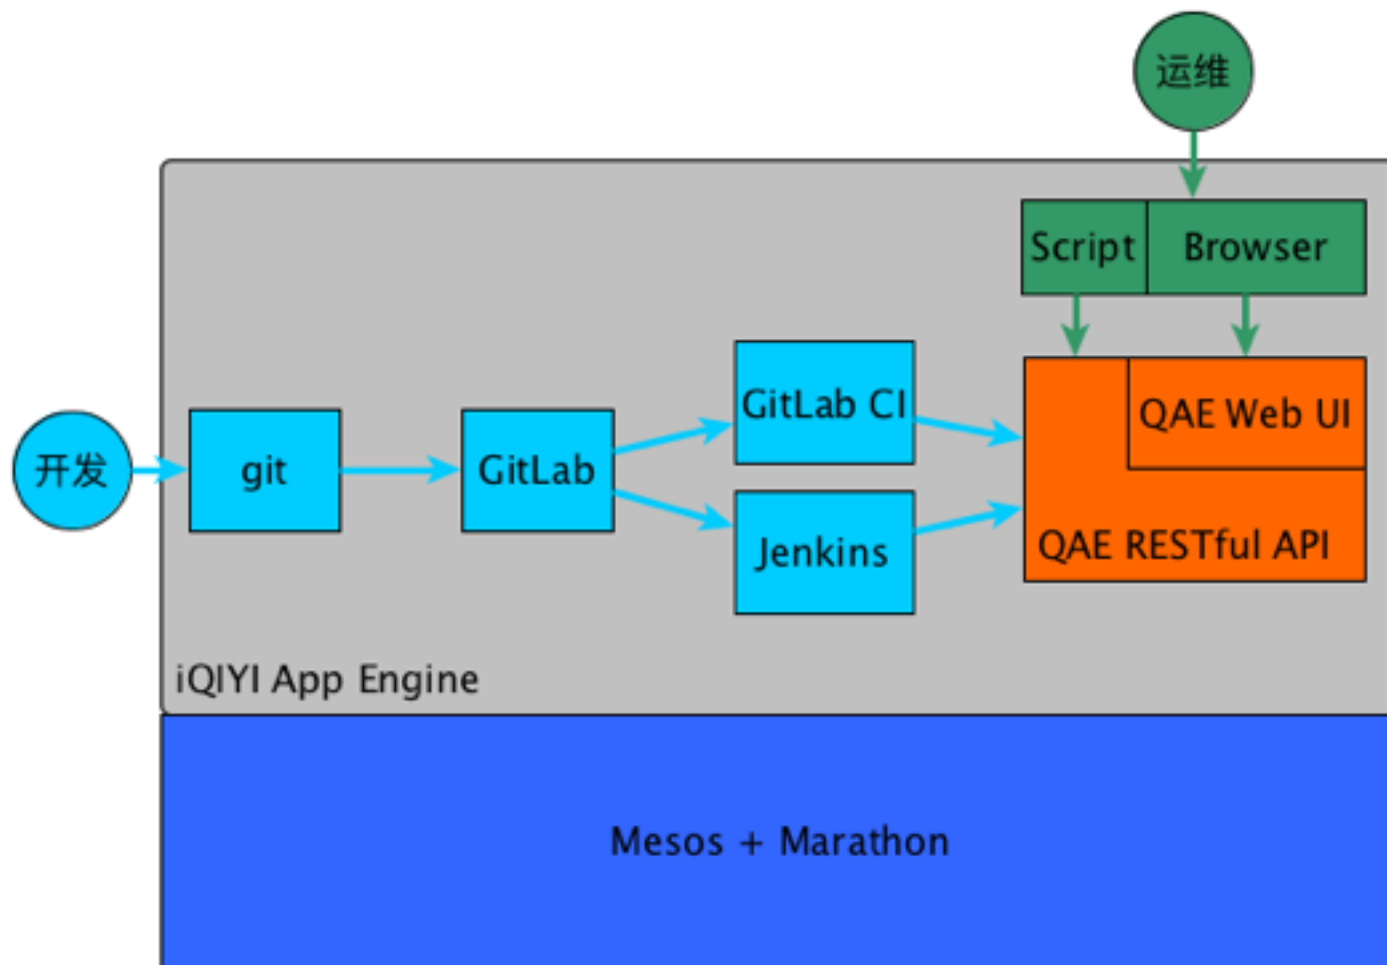 运维
Script
Browser
GitLab CI
QAE Web UI
开发
git
GitLab
Jenkins
QAE RESTful API
iQIYI App Engine
Mesos + Marathon